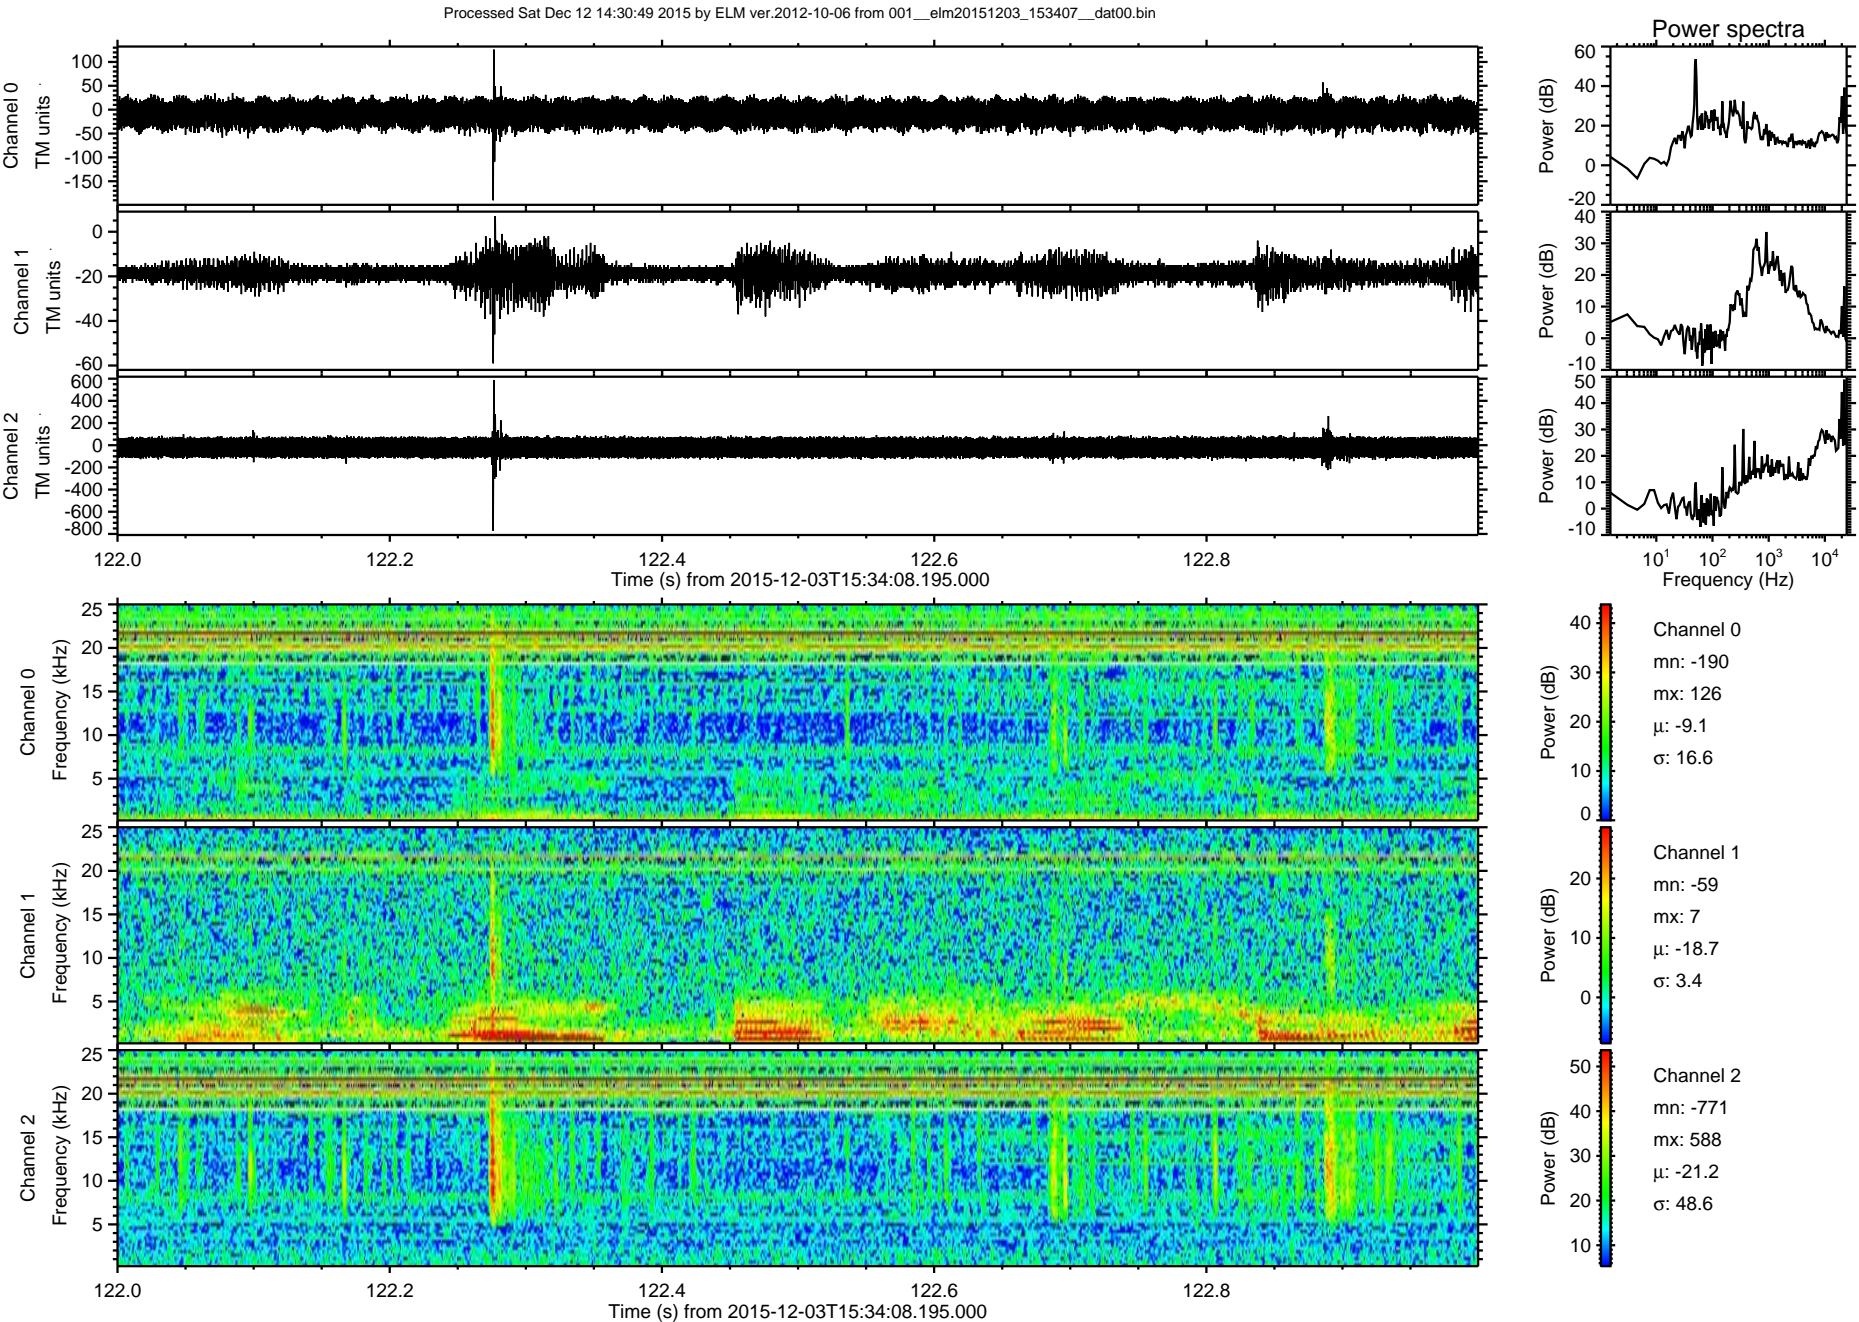 Processed Sat Dec 12 14:30:49 2015 by ELM ver.2012-10-06 from 001__elm20151203_153407__dat00.bin
Power spectra
Channel 0
TM units
100
50
0
-50
-100
-150
Power (dB)
60
40
20
0
-20
Channel 1
TM units
0
-20
-40
-60
Power (dB)
40
30
20
10
0
-10
Channel 2
TM units
600
400
200
0
-200
-400
-600
-800
Power (dB)
50
40
30
20
10
0
-10
122.0 122.2 122.4 122.6 122.8
Time (s) from 2015-12-03T15:34:08.195.000
10¹ 10² 10³ 10⁴
Frequency (Hz)
Channel 0
Frequency (kHz)
25
20
15
10
5
Power (dB)
40
30
20
10
0
Channel 0
mn: -190
mx: 126
μ: -9.1
σ: 16.6
Channel 1
Frequency (kHz)
25
20
15
10
5
Power (dB)
20
10
0
Channel 1
mn: -59
mx: 7
μ: -18.7
σ: 3.4
Channel 2
Frequency (kHz)
25
20
15
10
5
Power (dB)
50
40
30
20
10
Channel 2
mn: -771
mx: 588
μ: -21.2
σ: 48.6
122.0 122.2 122.4 122.6 122.8
Time (s) from 2015-12-03T15:34:08.195.000